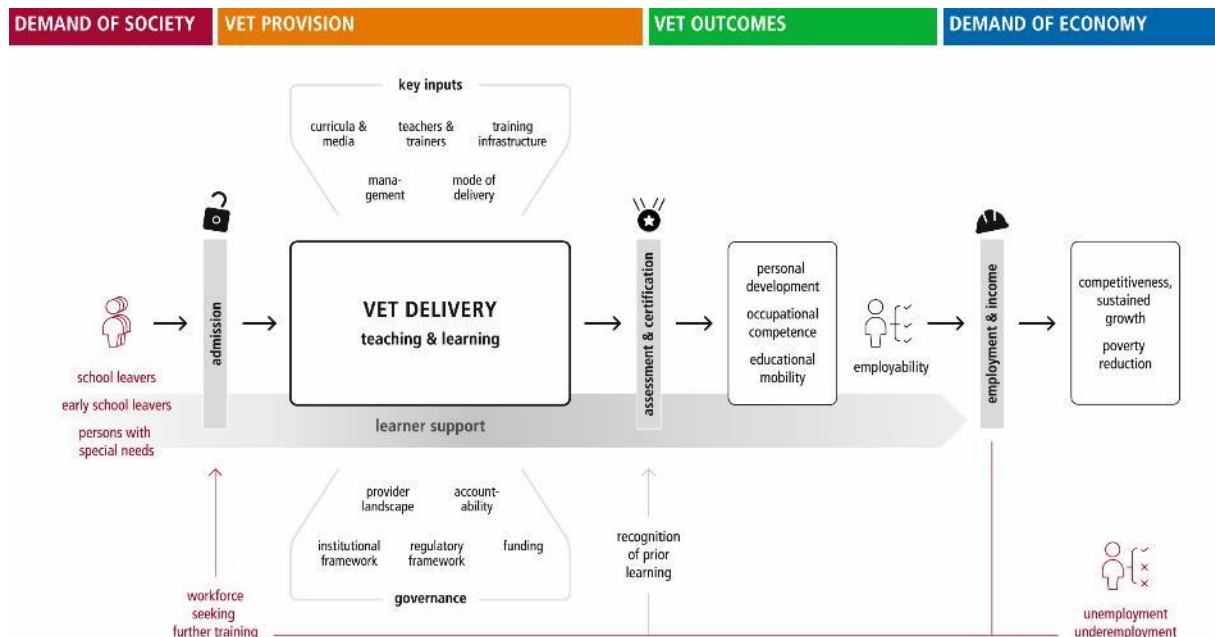 DEMAND OF SOCIETY
VET PROVISION
VET OUTCOMES
DEMAND OF ECONOMY
key inputs
curricula &
media
teachers &
trainers
training
infrastructure
mana-
gement
mode of
delivery
school leavers
early school leavers
persons with
special needs
admission
VET DELIVERY
teaching & learning
learner support
assessment & certification
personal
development
occupational
competence
educational
mobility
employability
employment & income
competitiveness,
sustained
growth
poverty
reduction
provider
landscape
account-
ability
institutional
framework
regulatory
framework
funding
governance
workforce
seeking
further training
recognition
of prior
learning
unemployment
underemployment